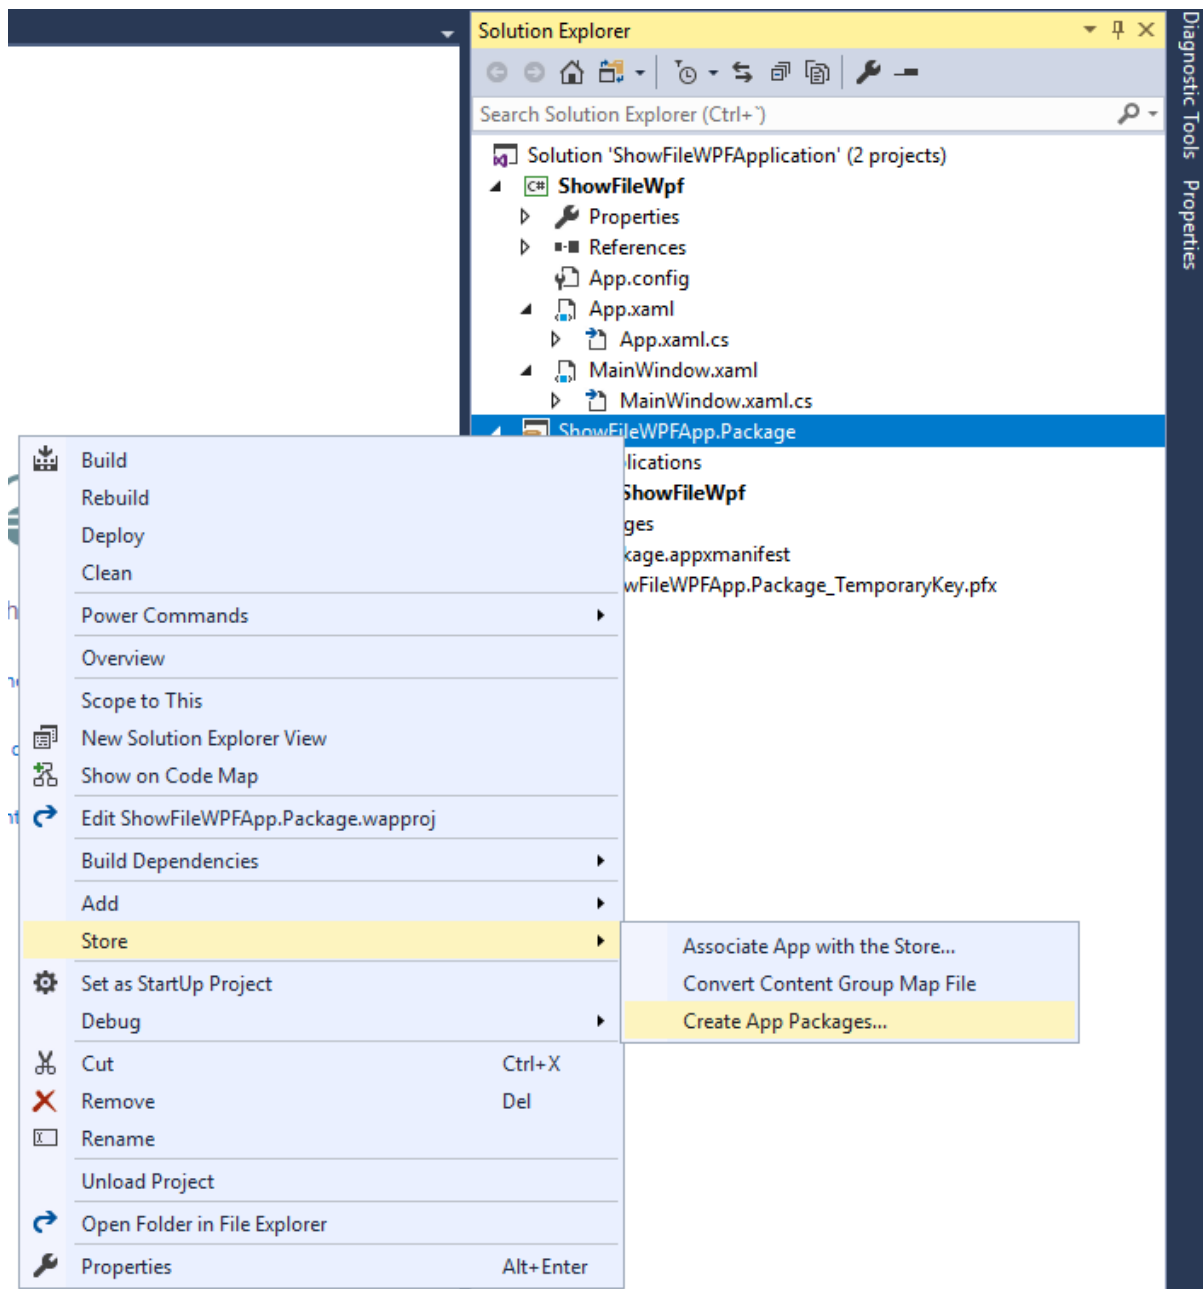 Solution Explorer
Search Solution Explorer (Ctrl+`)
Solution 'ShowFileWPFApplication' (2 projects)
C# ShowFileWpf
Properties
References
App.config
App.xaml
App.xaml.cs
MainWindow.xaml
MainWindow.xaml.cs
ShowFileWPFApp.Package
lications
ShowFileWpf
ges
kage.appxmanifest
wFileWPFApp.Package_TemporaryKey.pfx
Build
Rebuild
Deploy
Clean
Power Commands
Overview
Scope to This
New Solution Explorer View
Show on Code Map
Edit ShowFileWPFApp.Package.wapproj
Build Dependencies
Add
Store
Set as StartUp Project
Debug
Cut Ctrl+X
Remove Del
Rename
Unload Project
Open Folder in File Explorer
Properties Alt+Enter
Associate App with the Store...
Convert Content Group Map File
Create App Packages...
Diagnostic Tools
Properties